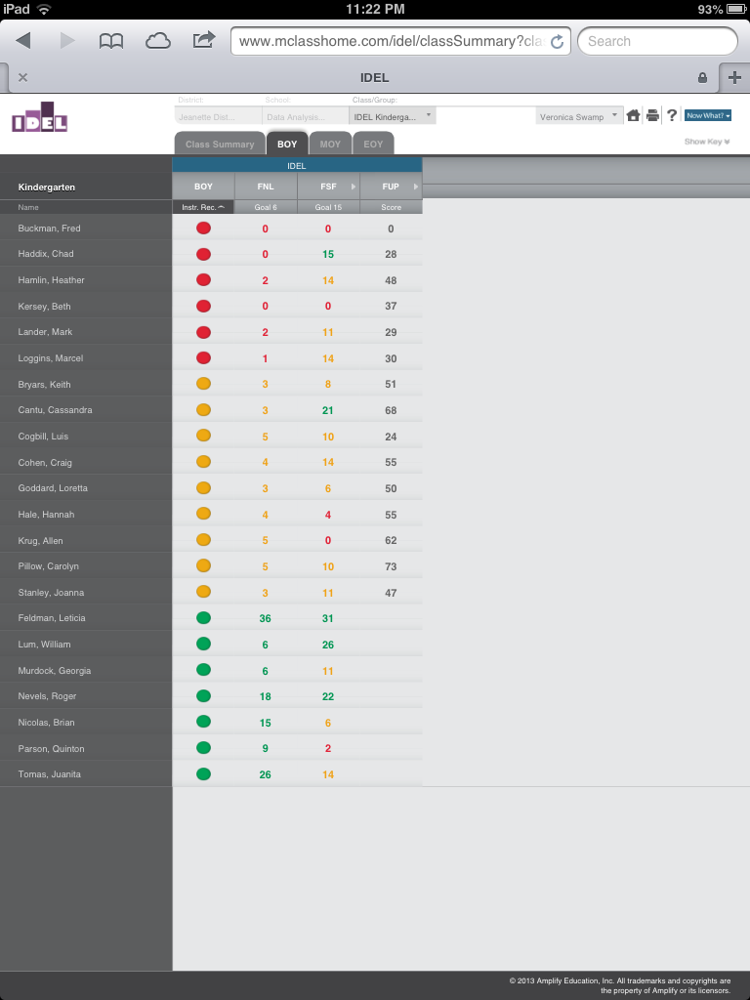 iPad 11:22 PM 93%
www.mclasshome.com/idel/classSummary?cla Search
IDEL
IDEL
District: School: Class/Group:
Jeanette Dist... Data Analysis... IDEL Kinderga... Veronica Swamp ? Now What?
Class Summary BOY MOY EOY Show Key
IDEL
Kindergarten BOY FNL FSF FUP
Name Instr. Rec. Goal 6 Goal 15 Score
Buckman, Fred 0 0 0
Haddix, Chad 0 15 28
Hamlin, Heather 2 14 48
Kersey, Beth 0 0 37
Lander, Mark 2 11 29
Loggins, Marcel 1 14 30
Bryars, Keith 3 8 51
Cantu, Cassandra 3 21 68
Cogbill, Luis 5 10 24
Cohen, Craig 4 14 55
Goddard, Loretta 3 6 50
Hale, Hannah 4 4 55
Krug, Allen 5 0 62
Pillow, Carolyn 5 10 73
Stanley, Joanna 3 11 47
Feldman, Leticia 36 31
Lum, William 6 26
Murdock, Georgia 6 11
Nevels, Roger 18 22
Nicolas, Brian 15 6
Parson, Quinton 9 2
Tomas, Juanita 26 14
© 2013 Amplify Education, Inc. All trademarks and copyrights are
the property of Amplify or its licensors.